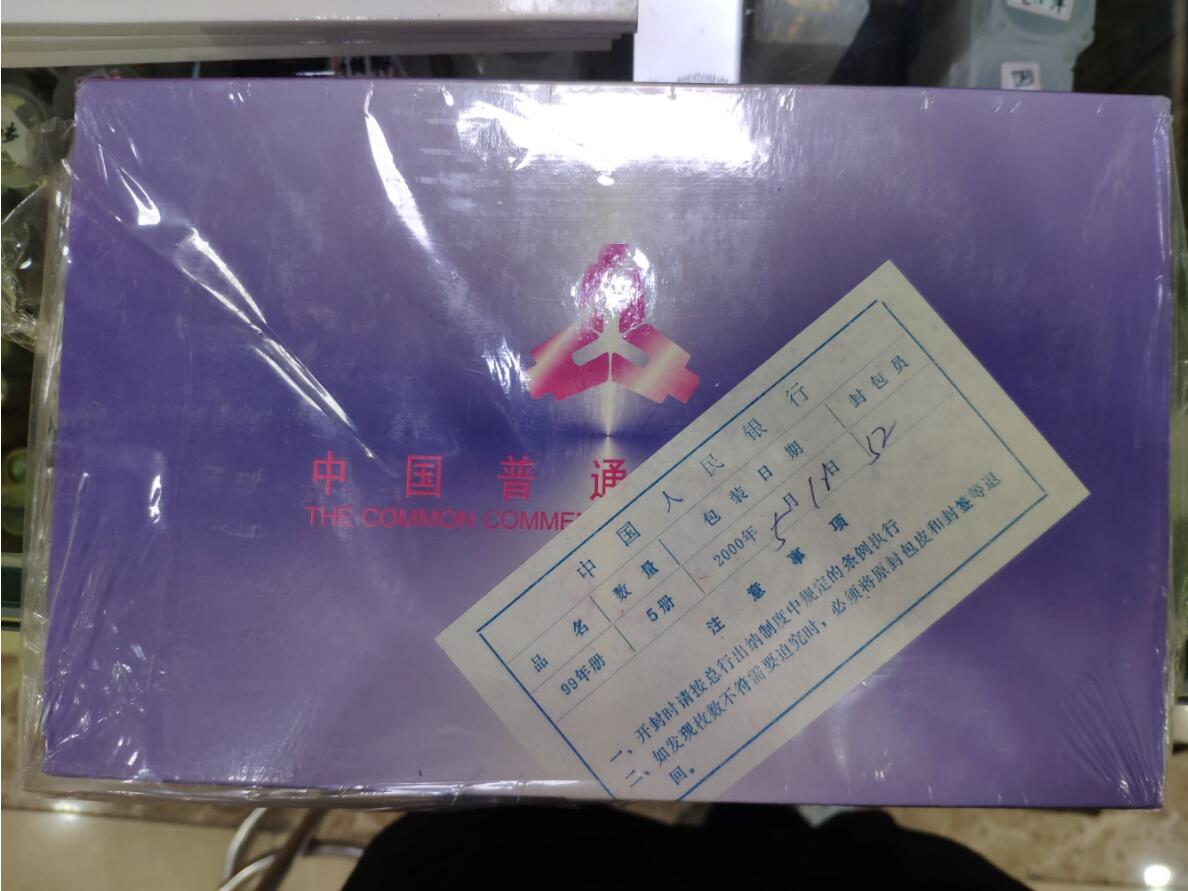 中国普通
THE COMMON COMME
中国人民银行
品名 数量 包装日期 封包员
99年册 5册 2000年5月1日 52
注意事项
一、开封时请按总行出纳制度中规定的条例执行
二、如发现枚数不符需要追究时，必须将原封包皮和封签等退
回。